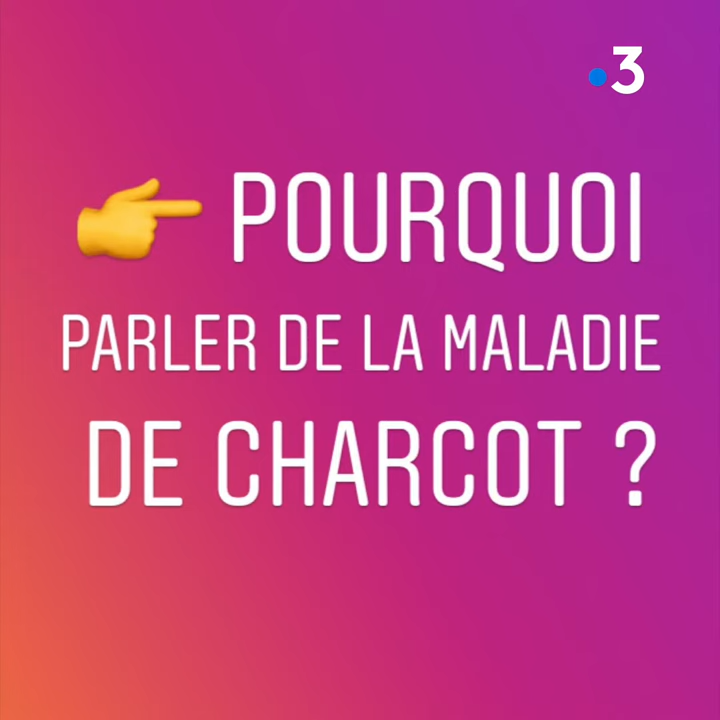 3
👉 POURQUOI
PARLER DE LA MALADIE
DE CHARCOT ?